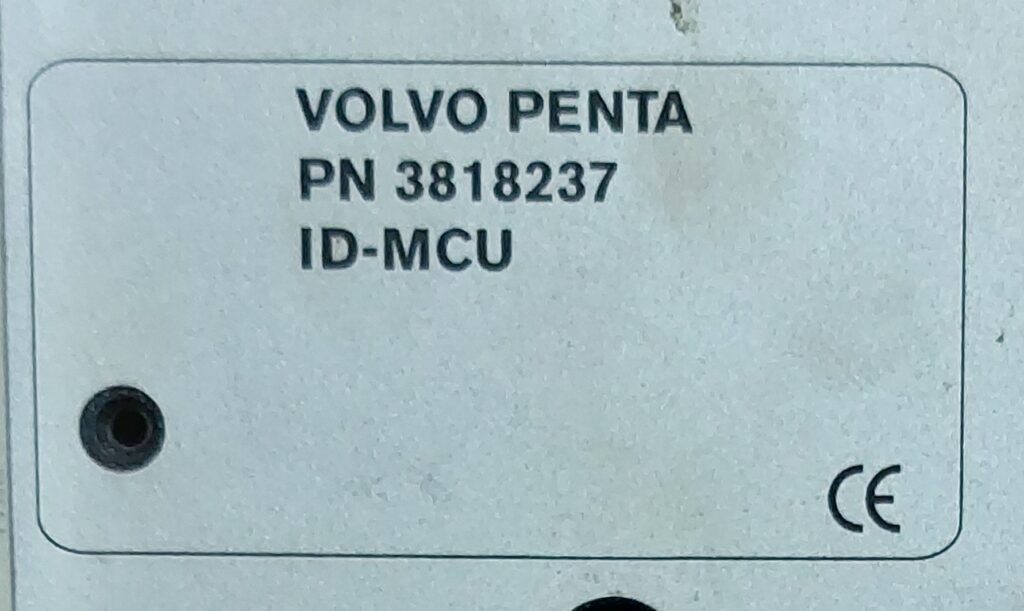 VOLVO PENTA
PN 3818237
ID-MCU
CE